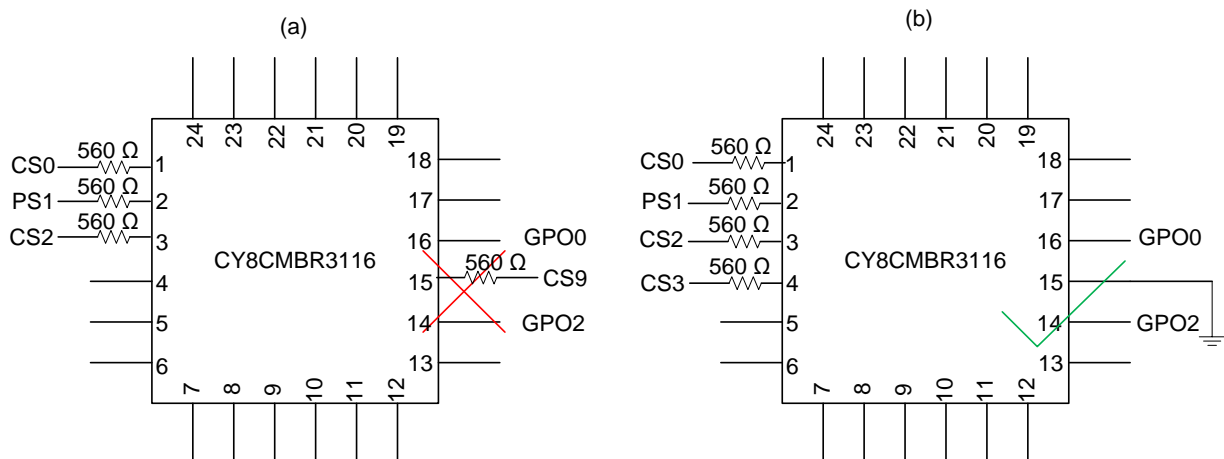 (a)
24
23
22
21
20
19
CS0
560 Ω
1
PS1
560 Ω
2
CS2
560 Ω
3
4
5
6
CY8CMBR3116
18
17
16
GPO0
15
560 Ω
CS9
14
GPO2
13
7
8
9
10
11
12
(b)
24
23
22
21
20
19
CS0
560 Ω
1
PS1
560 Ω
2
CS2
560 Ω
3
CS3
560 Ω
4
5
6
CY8CMBR3116
18
17
16
GPO0
15
14
GPO2
13
7
8
9
10
11
12